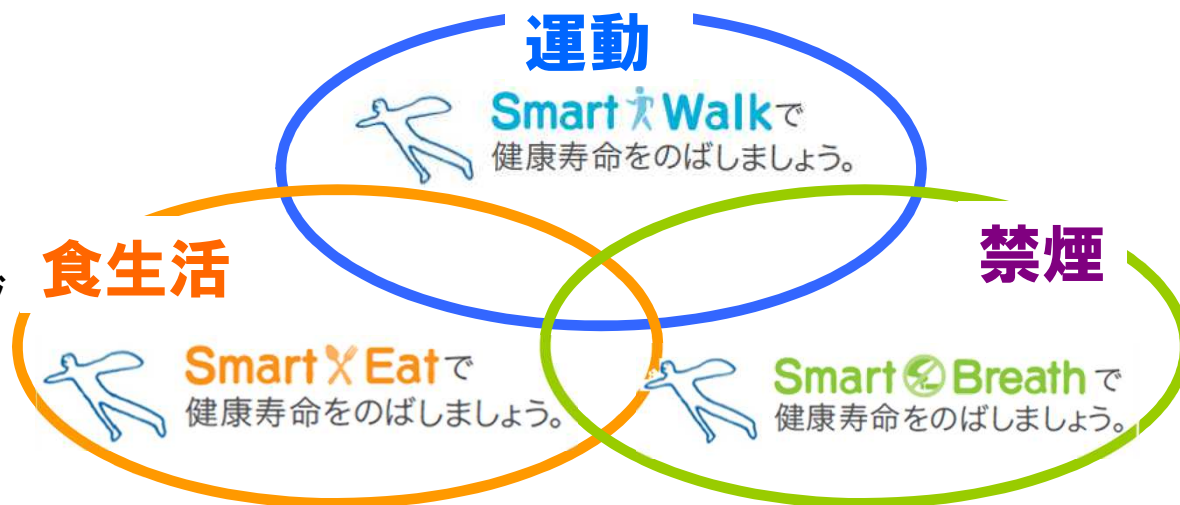 運動
Smart Walkで
健康寿命をのばしましょう。
食生活
禁煙
Smart Eatで
健康寿命をのばしましょう。
Smart Breathで
健康寿命をのばしましょう。